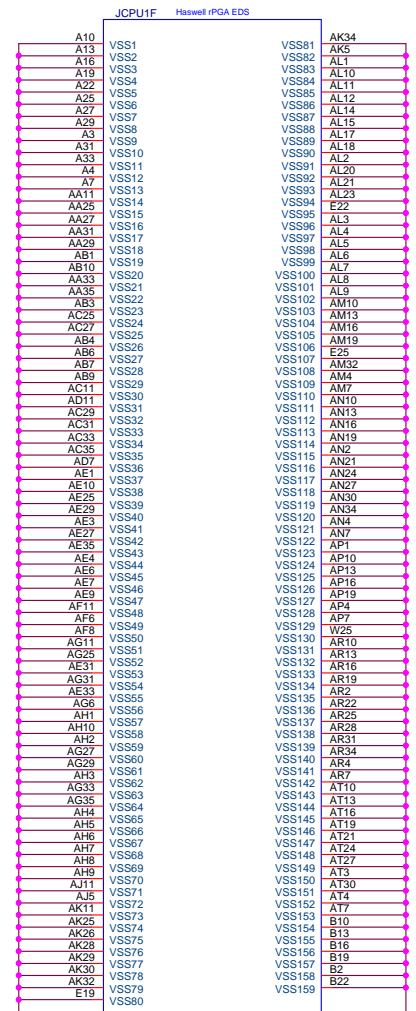 JCPU1F Haswell rPGA EDS
A10 VSS1
A13 VSS2
A16 VSS3
A19 VSS4
A22 VSS5
A25 VSS6
A27 VSS7
A29 VSS8
A3 VSS9
A31 VSS10
A33 VSS11
A4 VSS12
A7 VSS13
AA11 VSS14
AA25 VSS15
AA27 VSS16
AA31 VSS17
AA29 VSS18
AB1 VSS19
AB10 VSS20
AA33 VSS21
AA35 VSS22
AB3 VSS23
AC25 VSS24
AC27 VSS25
AB4 VSS26
AB6 VSS27
AB7 VSS28
AB9 VSS29
AC11 VSS30
AD11 VSS31
AC29 VSS32
AC31 VSS33
AC33 VSS34
AC35 VSS35
AD7 VSS36
AE1 VSS37
AE10 VSS38
AE25 VSS39
AE29 VSS40
AE3 VSS41
AE27 VSS42
AE35 VSS43
AE4 VSS44
AE6 VSS45
AE7 VSS46
AE9 VSS47
AF11 VSS48
AF6 VSS49
AF8 VSS50
AG11 VSS51
AG25 VSS52
AE31 VSS53
AG31 VSS54
AE33 VSS55
AG6 VSS56
AH1 VSS57
AH10 VSS58
AH2 VSS59
AG27 VSS60
AG29 VSS61
AH3 VSS62
AG33 VSS63
AG35 VSS64
AH4 VSS65
AH5 VSS66
AH6 VSS67
AH7 VSS68
AH8 VSS69
AH9 VSS70
AJ11 VSS71
AJ5 VSS72
AK11 VSS73
AK25 VSS74
AK26 VSS75
AK28 VSS76
AK29 VSS77
AK30 VSS78
AK32 VSS79
E19 VSS80
VSS81 AK34
VSS82 AK5
VSS83 AL1
VSS84 AL10
VSS85 AL11
VSS86 AL12
VSS87 AL14
VSS88 AL15
VSS89 AL17
VSS90 AL18
VSS91 AL2
VSS92 AL20
VSS93 AL21
VSS94 AL23
VSS95 E22
VSS96 AL3
VSS97 AL4
VSS98 AL5
VSS99 AL6
VSS100 AL7
VSS101 AL8
VSS102 AL9
VSS103 AM10
VSS104 AM13
VSS105 AM16
VSS106 AM19
VSS107 E25
VSS108 AM32
VSS109 AM4
VSS110 AM7
VSS111 AN10
VSS112 AN13
VSS113 AN16
VSS114 AN19
VSS115 AN2
VSS116 AN21
VSS117 AN24
VSS118 AN27
VSS119 AN30
VSS120 AN34
VSS121 AN4
VSS122 AN7
VSS123 AP1
VSS124 AP10
VSS125 AP13
VSS126 AP16
VSS127 AP19
VSS128 AP4
VSS129 AP7
VSS130 W25
VSS131 AR10
VSS132 AR13
VSS133 AR16
VSS134 AR19
VSS135 AR2
VSS136 AR22
VSS137 AR25
VSS138 AR28
VSS139 AR31
VSS140 AR34
VSS141 AR4
VSS142 AR7
VSS143 AT10
VSS144 AT13
VSS145 AT16
VSS146 AT19
VSS147 AT21
VSS148 AT24
VSS149 AT27
VSS150 AT3
VSS151 AT30
VSS152 AT4
VSS153 AT7
VSS154 B10
VSS155 B13
VSS156 B16
VSS157 B19
VSS158 B2
VSS159 B22